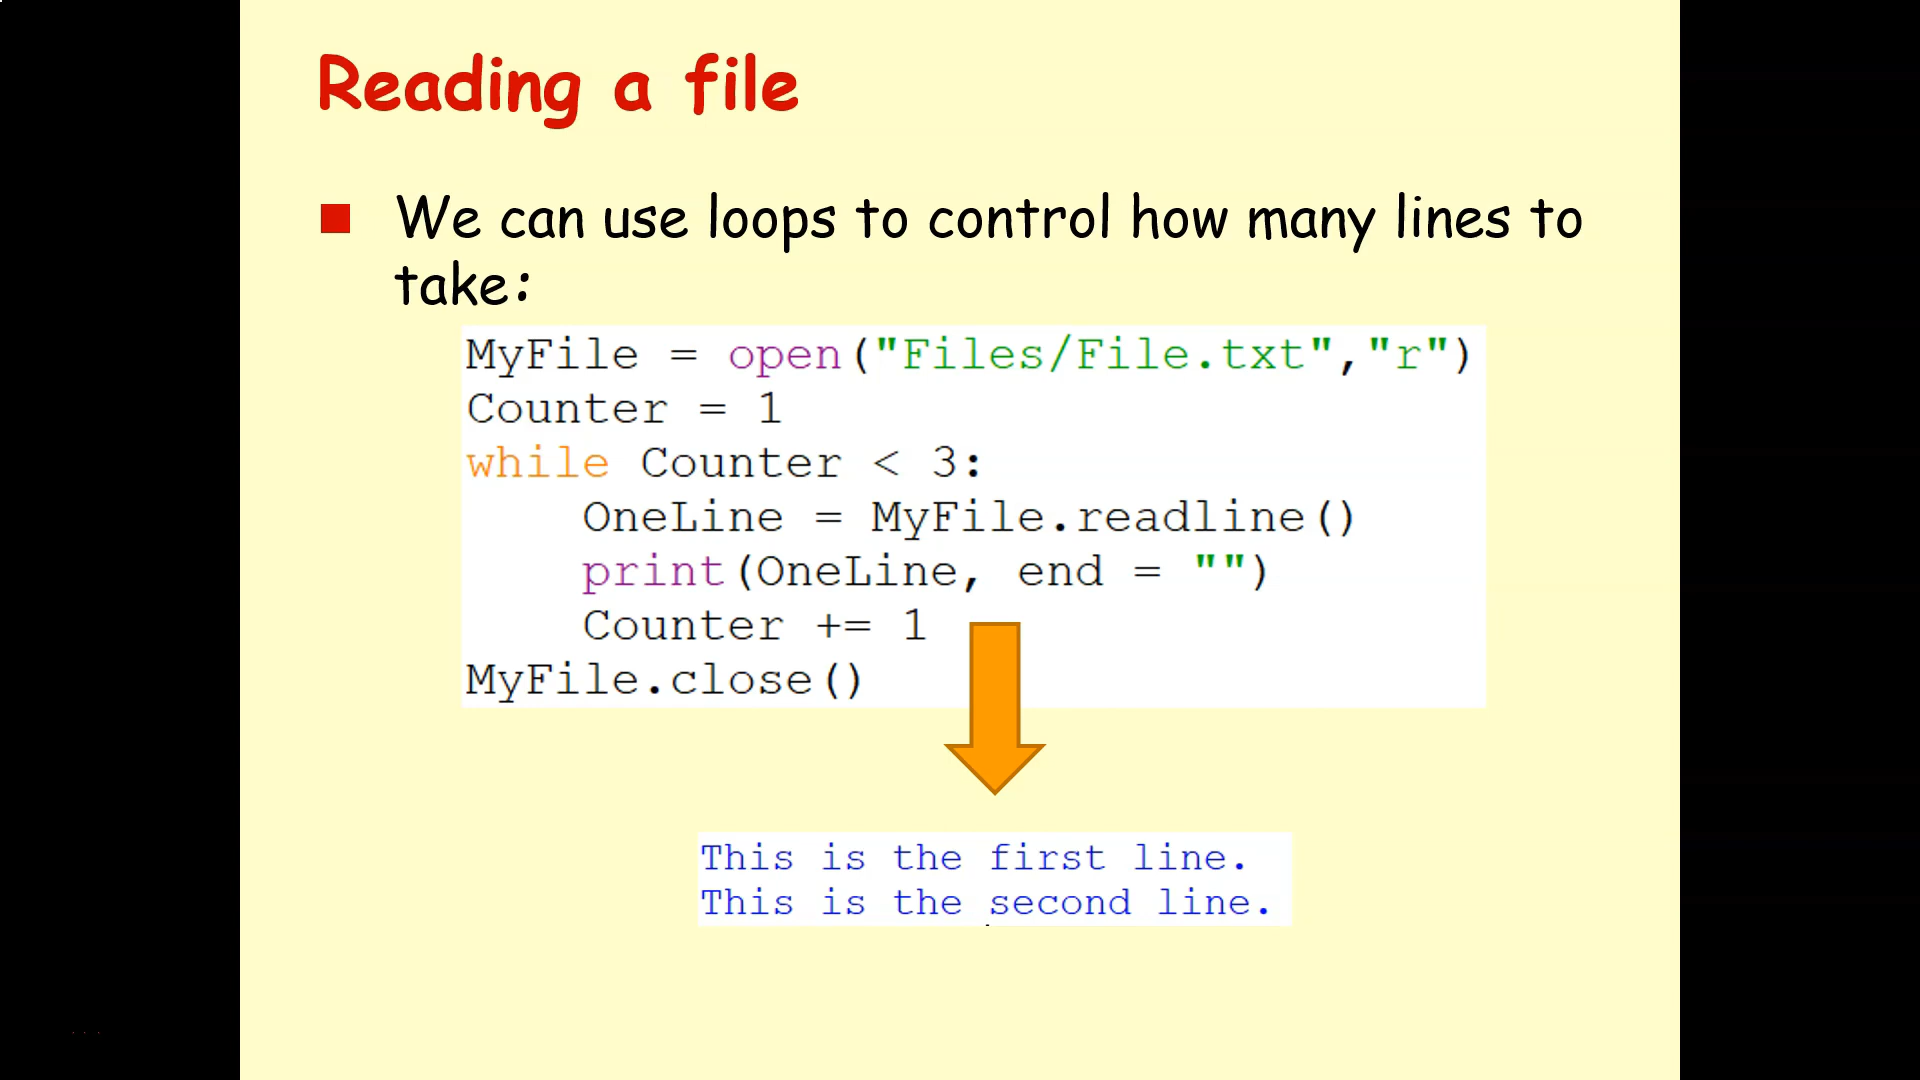 Reading a file
We can use loops to control how many lines to
take:
MyFile = open("Files/File.txt","r")
Counter = 1
while Counter < 3:
    OneLine = MyFile.readline()
    print(OneLine, end = "")
    Counter += 1
MyFile.close()
This is the first line.
This is the second line.